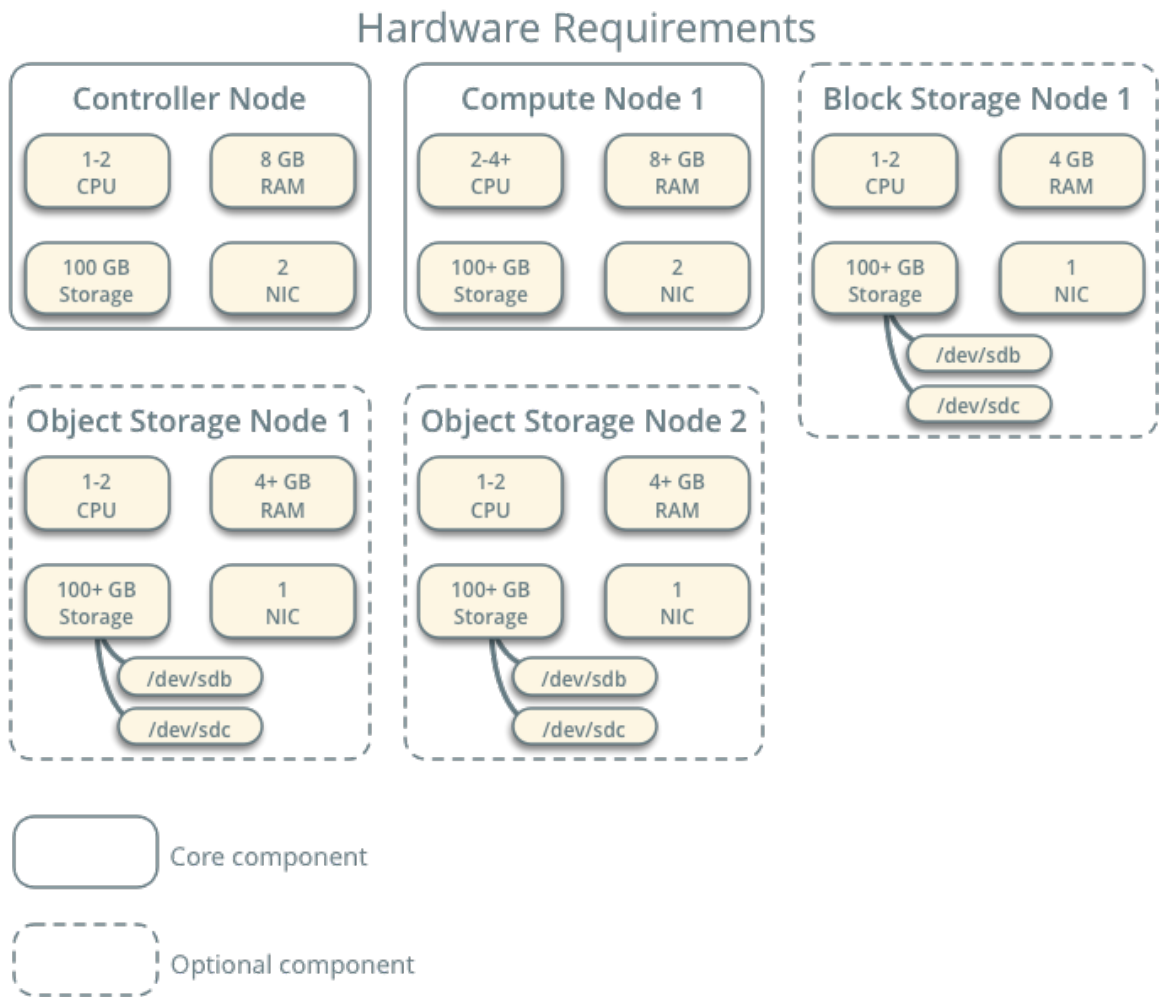 Hardware Requirements
Controller Node
1-2
CPU
8 GB
RAM
100 GB
Storage
2
NIC
Compute Node 1
2-4+
CPU
8+ GB
RAM
100+ GB
Storage
2
NIC
Block Storage Node 1
1-2
CPU
4 GB
RAM
100+ GB
Storage
1
NIC
/dev/sdb
/dev/sdc
Object Storage Node 1
1-2
CPU
4+ GB
RAM
100+ GB
Storage
1
NIC
/dev/sdb
/dev/sdc
Object Storage Node 2
1-2
CPU
4+ GB
RAM
100+ GB
Storage
1
NIC
/dev/sdb
/dev/sdc
Core component
Optional component